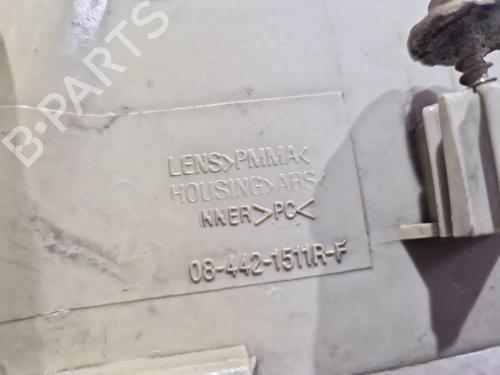 B-PARTS
LENS>PMMA<
HOUSING>ABS<
INNER>PC<
08-442-1511R-F